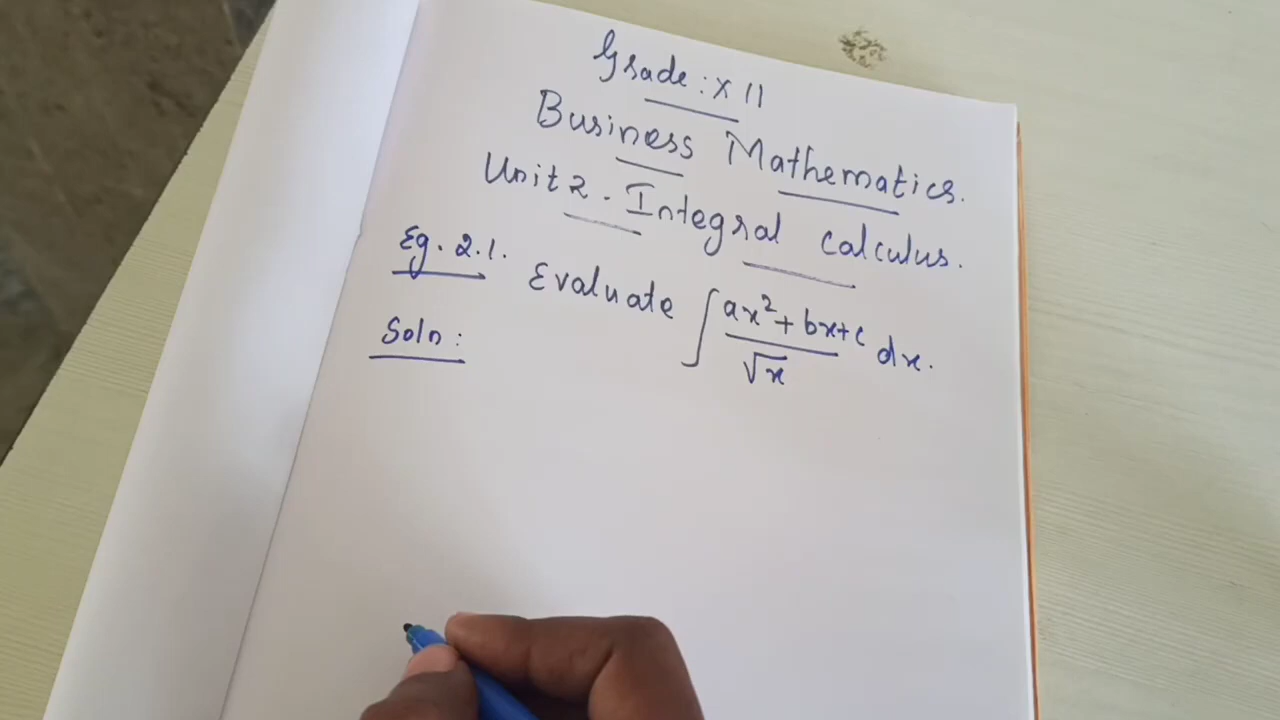 Grade : XII
Business Mathematics.
Unit 2 . Integral Calculus.
Eg. 2.1. Evaluate ∫ (ax² + bx + c)/√x dx.
Soln :